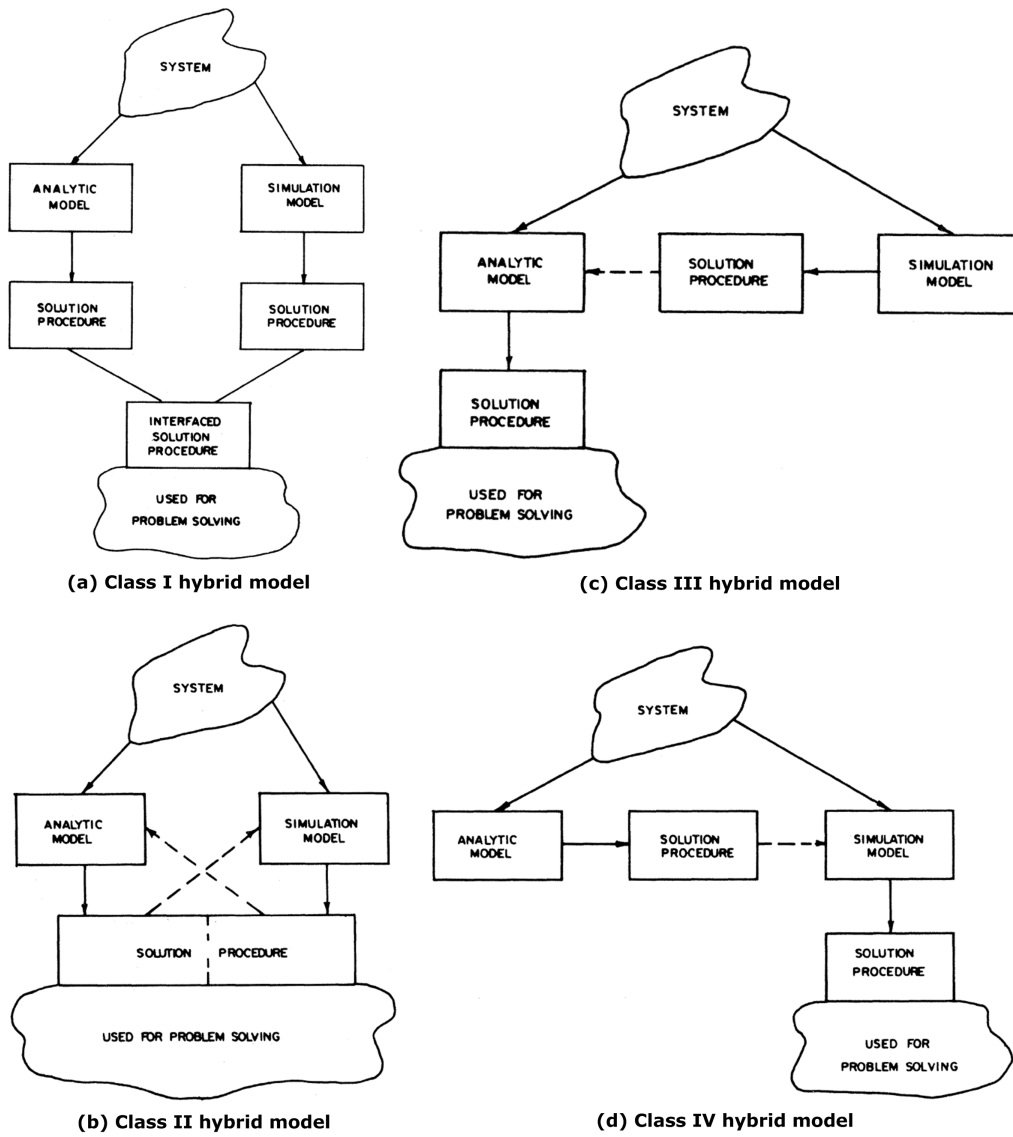 SYSTEM
ANALYTIC
MODEL
SIMULATION
MODEL
SOLUTION
PROCEDURE
SOLUTION
PROCEDURE
INTERFACED
SOLUTION
PROCEDURE
USED FOR
PROBLEM SOLVING
(a) Class I hybrid model
SYSTEM
ANALYTIC
MODEL
SIMULATION
MODEL
SOLUTION PROCEDURE
USED FOR PROBLEM SOLVING
(b) Class II hybrid model
SYSTEM
ANALYTIC
MODEL
SOLUTION
PROCEDURE
SIMULATION
MODEL
SOLUTION
PROCEDURE
USED FOR
PROBLEM SOLVING
(c) Class III hybrid model
SYSTEM
ANALYTIC
MODEL
SOLUTION
PROCEDURE
SIMULATION
MODEL
SOLUTION
PROCEDURE
USED FOR
PROBLEM SOLVING
(d) Class IV hybrid model